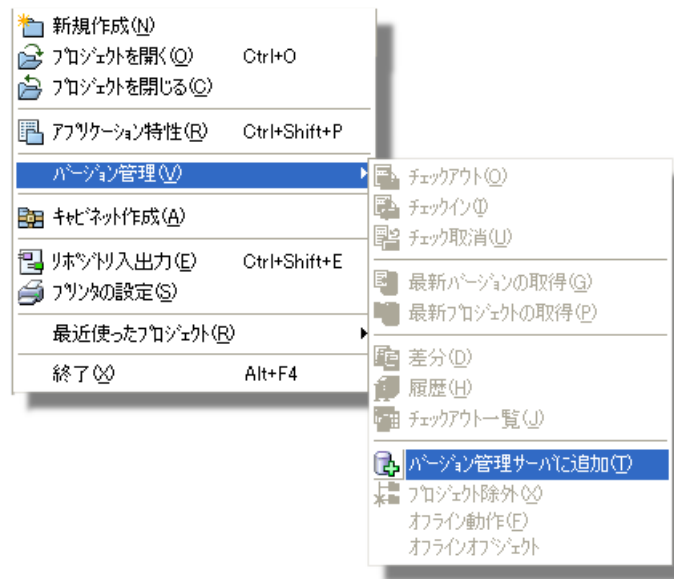 新規作成(N)
ﾌﾟﾛｼﾞｪｸﾄを開く(O) Ctrl+O
ﾌﾟﾛｼﾞｪｸﾄを閉じる(C)
ｱﾌﾟﾘｹｰｼｮﾝ特性(R) Ctrl+Shift+P
ﾊﾞｰｼﾞｮﾝ管理(V)
ｷｬﾋﾞﾈｯﾄ作成(A)
ﾘﾎﾟｼﾞﾄﾘ入出力(E) Ctrl+Shift+E
ﾌﾟﾘﾝﾀの設定(S)
最近使ったﾌﾟﾛｼﾞｪｸﾄ(R)
終了(X) Alt+F4
ﾁｪｯｸｱｳﾄ(O)
ﾁｪｯｸｲﾝ(I)
ﾁｪｯｸ取消(U)
最新ﾊﾞｰｼﾞｮﾝの取得(G)
最新ﾌﾟﾛｼﾞｪｸﾄの取得(P)
差分(D)
履歴(H)
ﾁｪｯｸｱｳﾄ一覧(J)
ﾊﾞｰｼﾞｮﾝ管理ｻｰﾊﾞに追加(T)
ﾌﾟﾛｼﾞｪｸﾄ除外(X)
ｵﾌﾗｲﾝ動作(F)
ｵﾌﾗｲﾝｵﾌﾞｼﾞｪｸﾄ